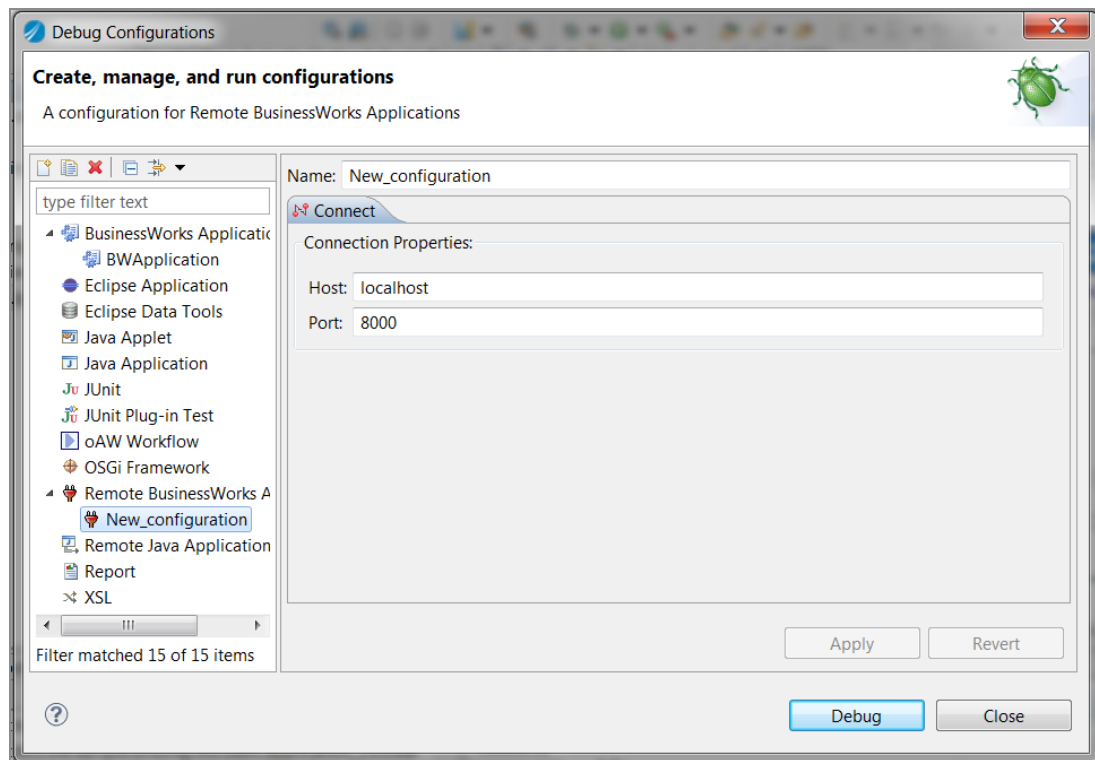 Debug Configurations
Create, manage, and run configurations
A configuration for Remote BusinessWorks Applications
type filter text
BusinessWorks Applicatic
BWApplication
Eclipse Application
Eclipse Data Tools
Java Applet
Java Application
Ju JUnit
JUnit Plug-in Test
oAW Workflow
OSGi Framework
Remote BusinessWorks A
New_configuration
Remote Java Application
Report
XSL
Filter matched 15 of 15 items
Name: New_configuration
Connect
Connection Properties:
Host: localhost
Port: 8000
Apply Revert
Debug Close